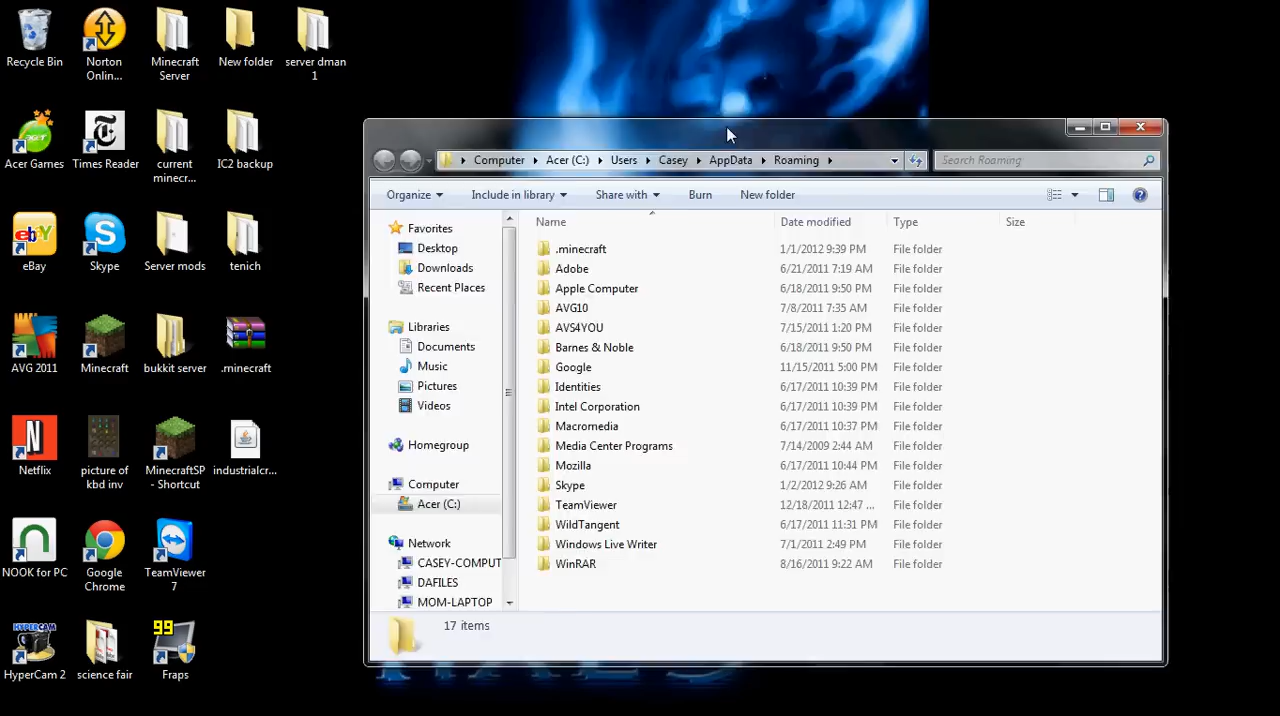 Recycle Bin
Norton Online...
Minecraft Server
New folder
server dman 1
Acer Games
Times Reader
current minecr...
IC2 backup
eBay
Skype
Server mods
tenich
AVG 2011
Minecraft
bukkit server
.minecraft
Netflix
picture of kbd inv
MinecraftSP - Shortcut
industrialcr...
NOOK for PC
Google Chrome
TeamViewer 7
HyperCam 2
science fair
99
Fraps
Computer Acer (C:) Users Casey AppData Roaming
Search Roaming
Organize Include in library Share with Burn New folder
Favorites
Desktop
Downloads
Recent Places
Libraries
Documents
Music
Pictures
Videos
Homegroup
Computer
Acer (C:)
Network
CASEY-COMPUT
DAFILES
MOM-LAPTOP
Name Date modified Type Size
.minecraft 1/1/2012 9:39 PM File folder
Adobe 6/21/2011 7:19 AM File folder
Apple Computer 6/18/2011 9:50 PM File folder
AVG10 7/8/2011 7:35 AM File folder
AVS4YOU 7/15/2011 1:20 PM File folder
Barnes & Noble 6/18/2011 9:50 PM File folder
Google 11/15/2011 5:00 PM File folder
Identities 6/17/2011 10:39 PM File folder
Intel Corporation 6/17/2011 10:39 PM File folder
Macromedia 6/17/2011 10:37 PM File folder
Media Center Programs 7/14/2009 2:44 AM File folder
Mozilla 6/17/2011 10:44 PM File folder
Skype 1/2/2012 9:26 AM File folder
TeamViewer 12/18/2011 12:47 ... File folder
WildTangent 6/17/2011 11:31 PM File folder
Windows Live Writer 7/1/2011 2:49 PM File folder
WinRAR 8/16/2011 9:22 AM File folder
17 items